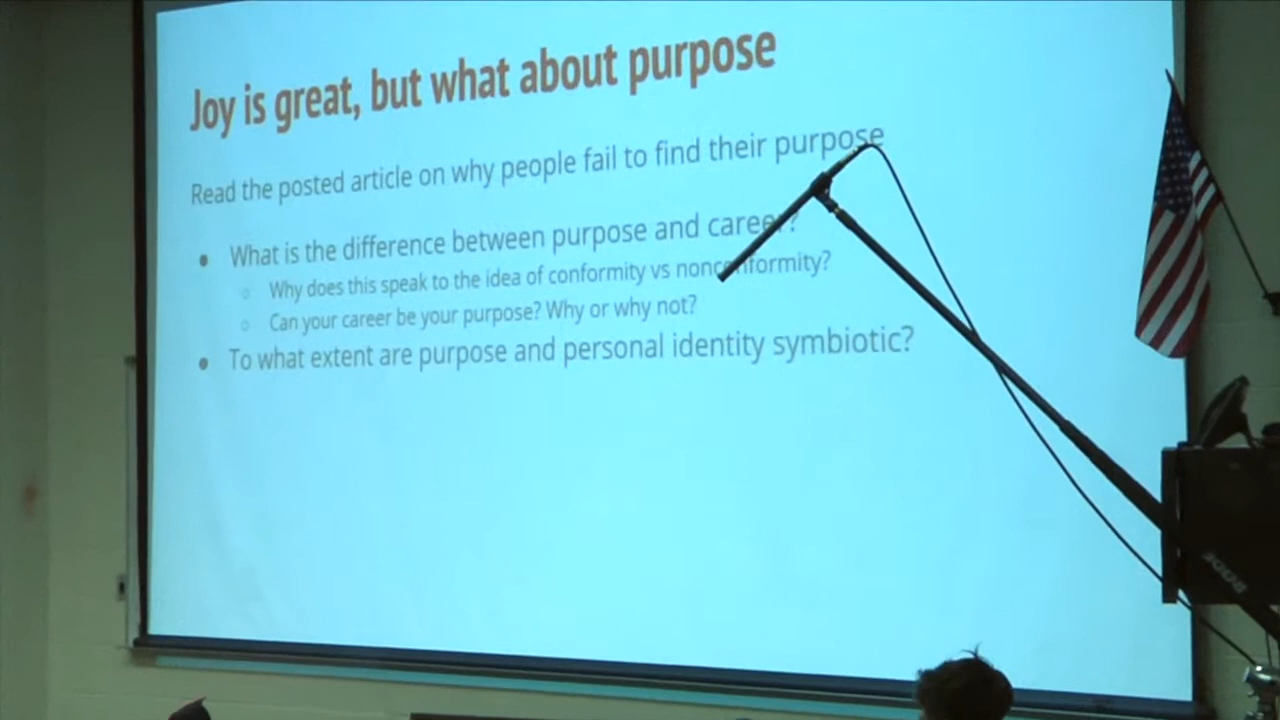 Joy is great, but what about purpose
Read the posted article on why people fail to find their purpose
• What is the difference between purpose and career?
○ Why does this speak to the idea of conformity vs nonconformity?
○ Can your career be your purpose? Why or why not?
• To what extent are purpose and personal identity symbiotic?
RODE